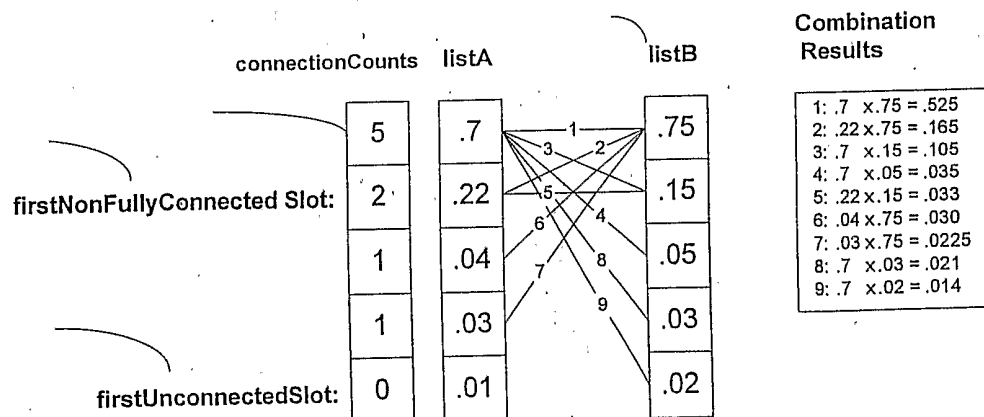 Combination
Results
connectionCounts listA listB
5 .7 1 .75
3 2
firstNonFullyConnected Slot: 2 .22 5 .15
6 4
1 .04 .05
7 8
1 .03 9 .03
firstUnconnectedSlot: 0 .01 .02
1: .7 x.75 = .525
2: .22 x.75 = .165
3: .7 x.15 = .105
4: .7 x.05 = .035
5: .22 x.15 = .033
6: .04 x.75 = .030
7: .03 x.75 = .0225
8: .7 x.03 = .021
9: .7 x.02 = .014